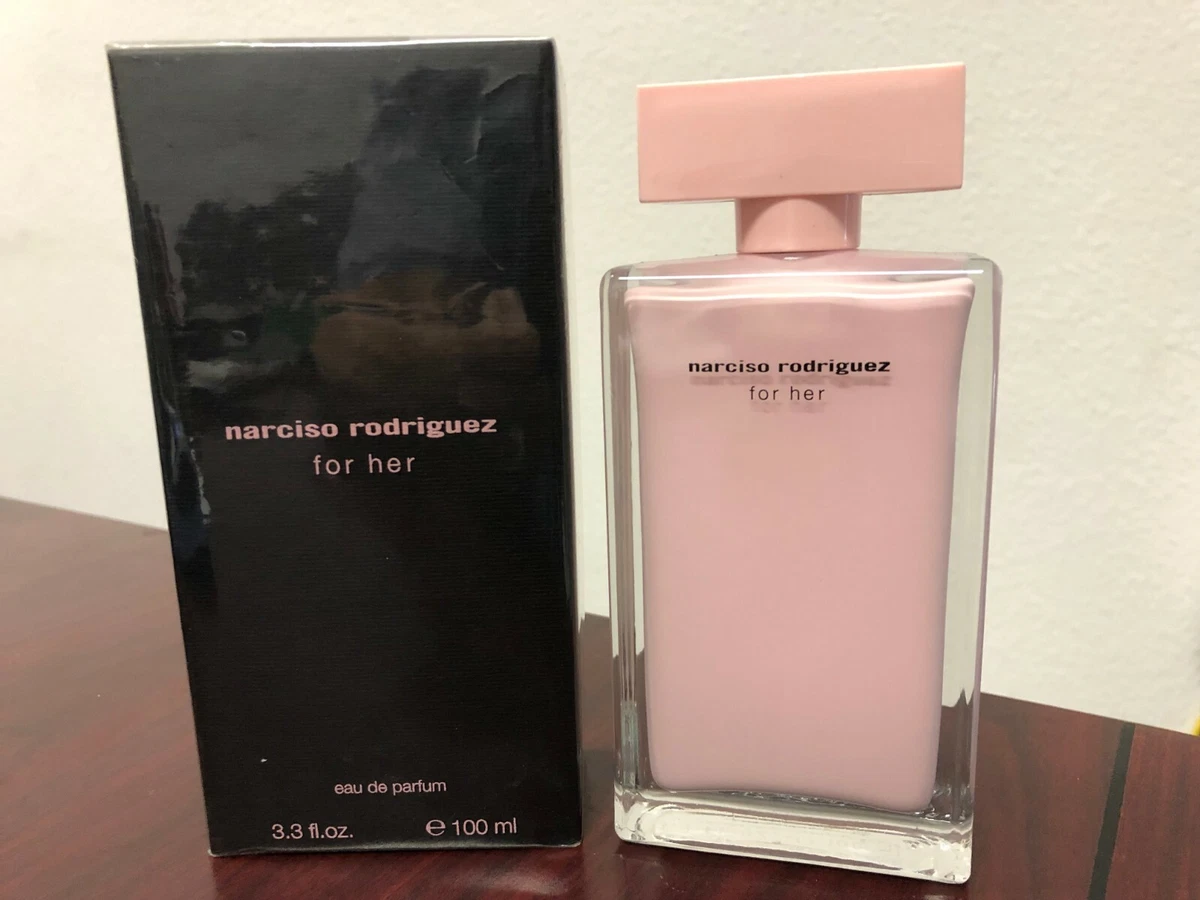 narciso rodriguez
for her
eau de parfum
3.3 fl.oz. ℮ 100 ml
narciso rodriguez
for her